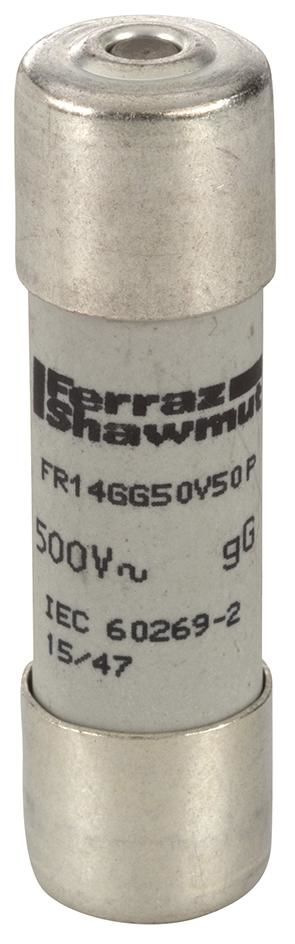 Ferraz
Shawmut
FR14GG50V50P
500V~ gG
IEC 60269-2
15/47